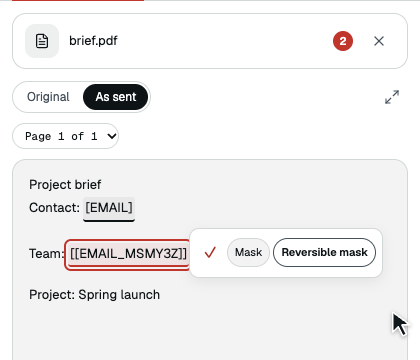 brief.pdf
2
Original
As sent
Page 1 of 1
Project brief
Contact: [EMAIL]
Team: [[EMAIL_MSMY3Z]]
Mask
Reversible mask
Project: Spring launch